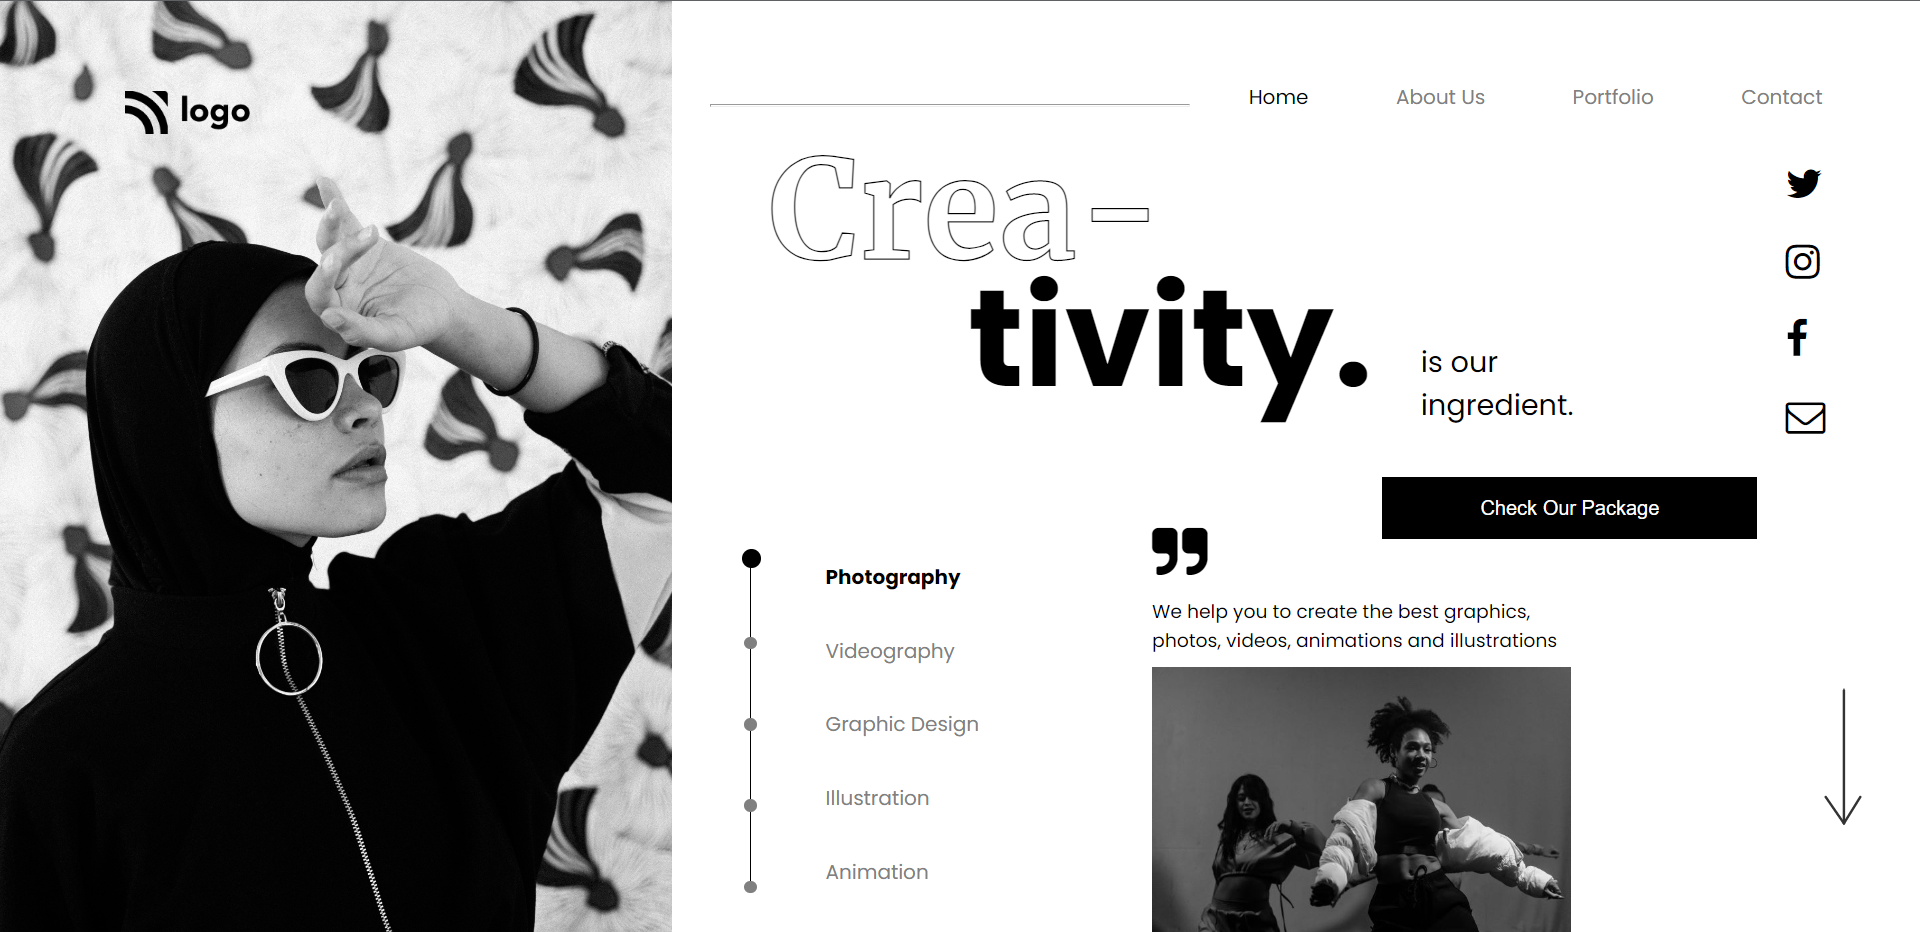 logo
Home
About Us
Portfolio
Contact
Crea-
tivity.
is our
ingredient.
Check Our Package
Photography
Videography
Graphic Design
Illustration
Animation
We help you to create the best graphics,
photos, videos, animations and illustrations